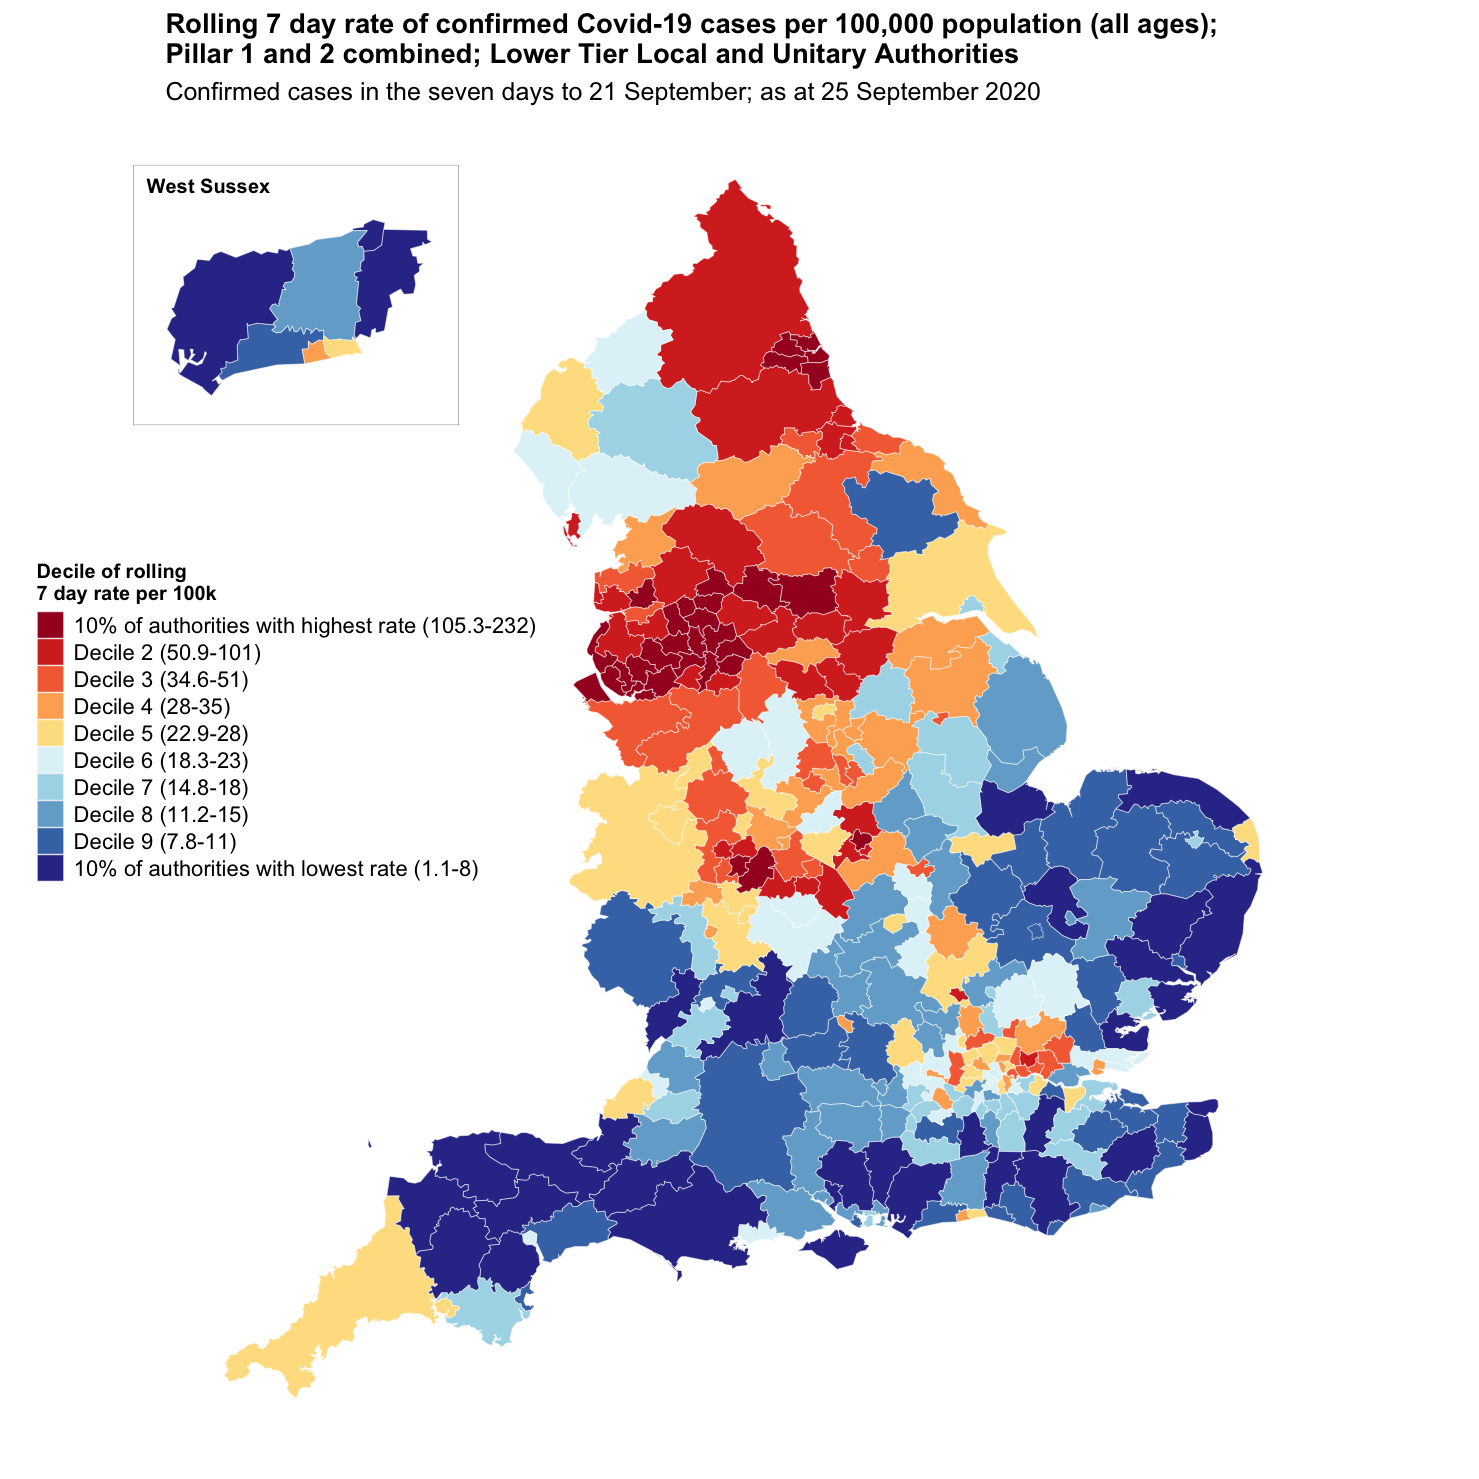 Rolling 7 day rate of confirmed Covid-19 cases per 100,000 population (all ages);
Pillar 1 and 2 combined; Lower Tier Local and Unitary Authorities
Confirmed cases in the seven days to 21 September; as at 25 September 2020
West Sussex
Decile of rolling
7 day rate per 100k
10% of authorities with highest rate (105.3-232)
Decile 2 (50.9-101)
Decile 3 (34.6-51)
Decile 4 (28-35)
Decile 5 (22.9-28)
Decile 6 (18.3-23)
Decile 7 (14.8-18)
Decile 8 (11.2-15)
Decile 9 (7.8-11)
10% of authorities with lowest rate (1.1-8)